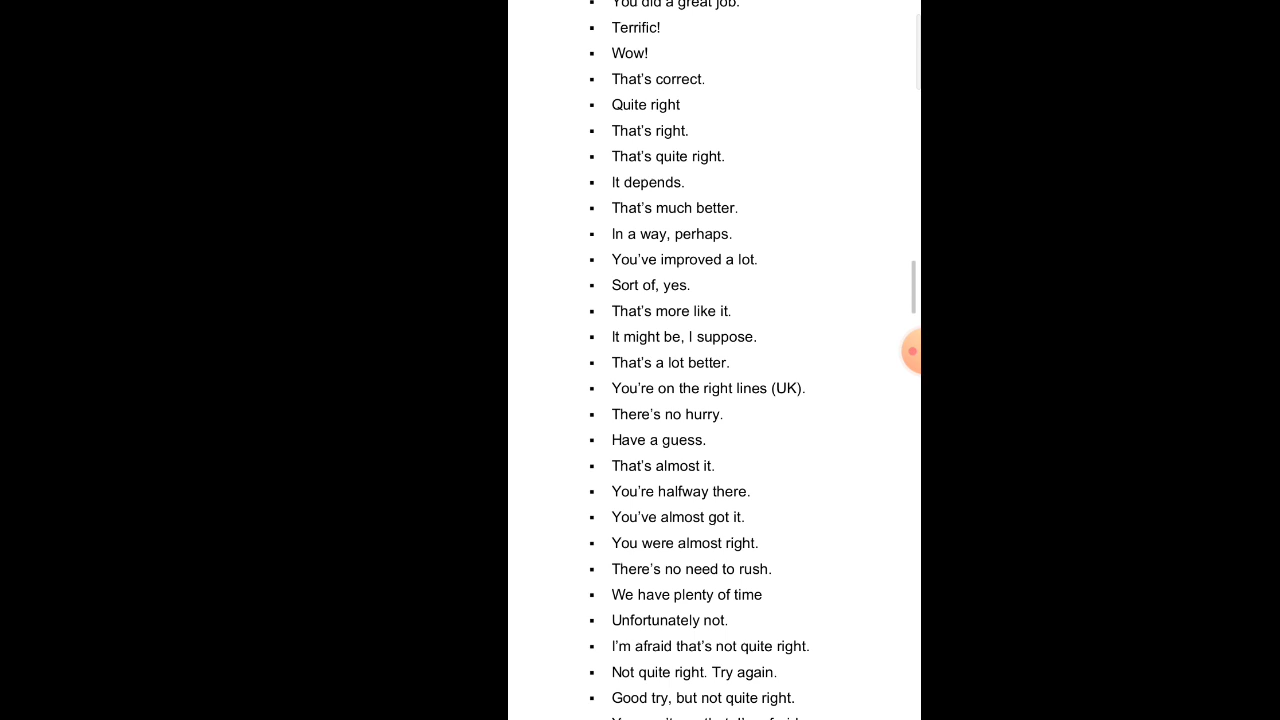 You did a great job.
Terrific!
Wow!
That's correct.
Quite right
That's right.
That's quite right.
It depends.
That's much better.
In a way, perhaps.
You've improved a lot.
Sort of, yes.
That's more like it.
It might be, I suppose.
That's a lot better.
You're on the right lines (UK).
There's no hurry.
Have a guess.
That's almost it.
You're halfway there.
You've almost got it.
You were almost right.
There's no need to rush.
We have plenty of time
Unfortunately not.
I'm afraid that's not quite right.
Not quite right. Try again.
Good try, but not quite right.